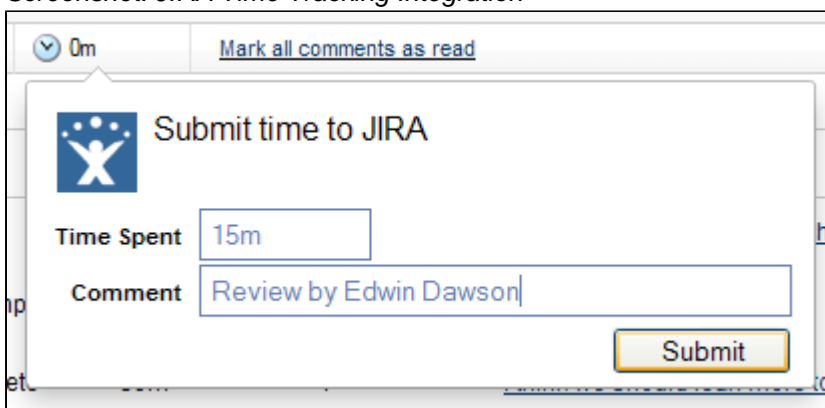 Screenshot: JIRA Time Tracking Integration
0m Mark all comments as read
Submit time to JIRA
Time Spent 15m
Comment Review by Edwin Dawson
Submit